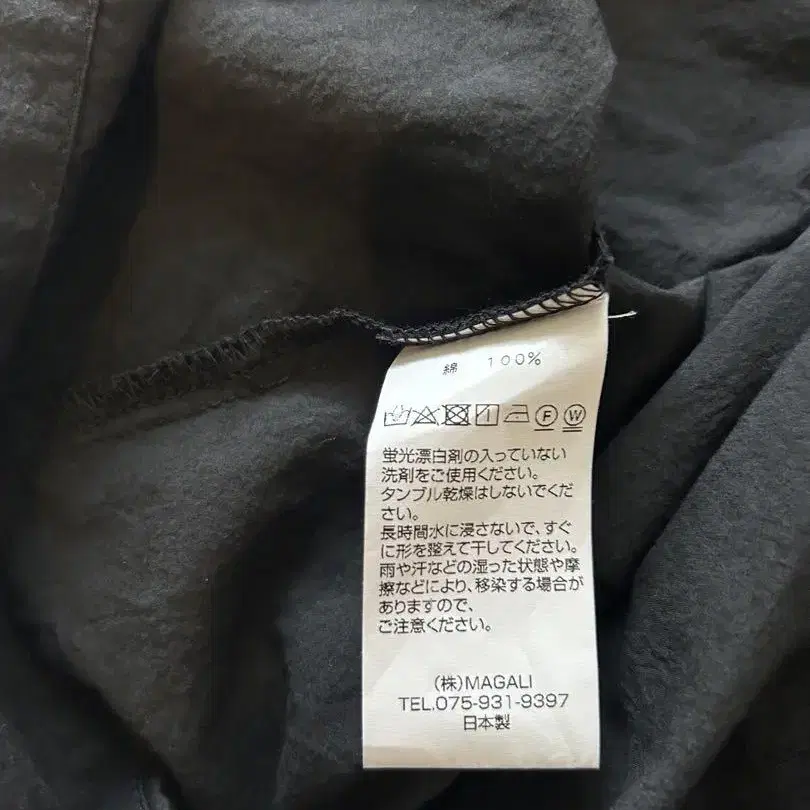 綿 100%
蛍光漂白剤の入っていない
洗剤をご使用ください。
タンブル乾燥はしないでくだ
さい。
長時間水に浸さないで、すぐ
に形を整えて干してください。
雨や汗などの湿った状態や摩
擦などにより、移染する場合が
ありますので、
ご注意ください。
(株)MAGALI
TEL.075-931-9397
日本製